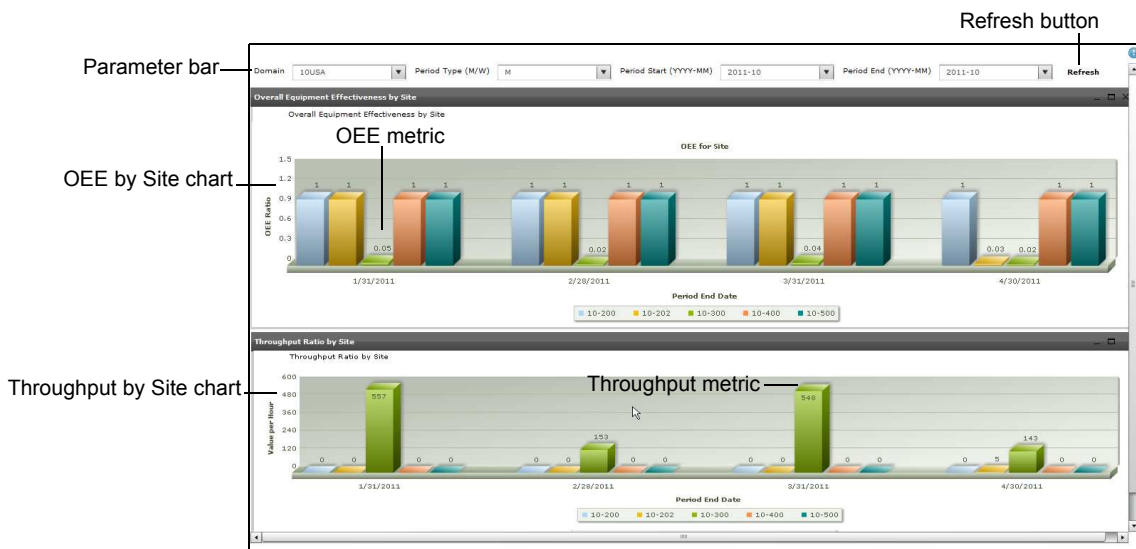 Refresh button
Parameter bar
Domain 10USA Period Type (M/W) M Period Start (YYYY-MM) 2011-10 Period End (YYYY-MM) 2011-10 Refresh
Overall Equipment Effectiveness by Site
Overall Equipment Effectiveness by Site
OEE metric
OEE for Site
OEE by Site chart
OEE Ratio
1.5
1.2
0.9
0.6
0.3
0
1 1 0.05 1 1
1 1 0.02 1 1
1 1 0.04 1 1
1 0.03 0.02 1 1
1/31/2011 2/28/2011 3/31/2011 4/30/2011
Period End Date
10-200 10-202 10-300 10-400 10-500
Throughput Ratio by Site
Throughput Ratio by Site
Throughput by Site chart
Throughput metric
Value per Hour
600
480
360
240
120
0
0 0 557 0 0
0 0 153 0 0
0 0 548 0 0
0 5 143 0 0
1/31/2011 2/28/2011 3/31/2011 4/30/2011
Period End Date
10-200 10-202 10-300 10-400 10-500